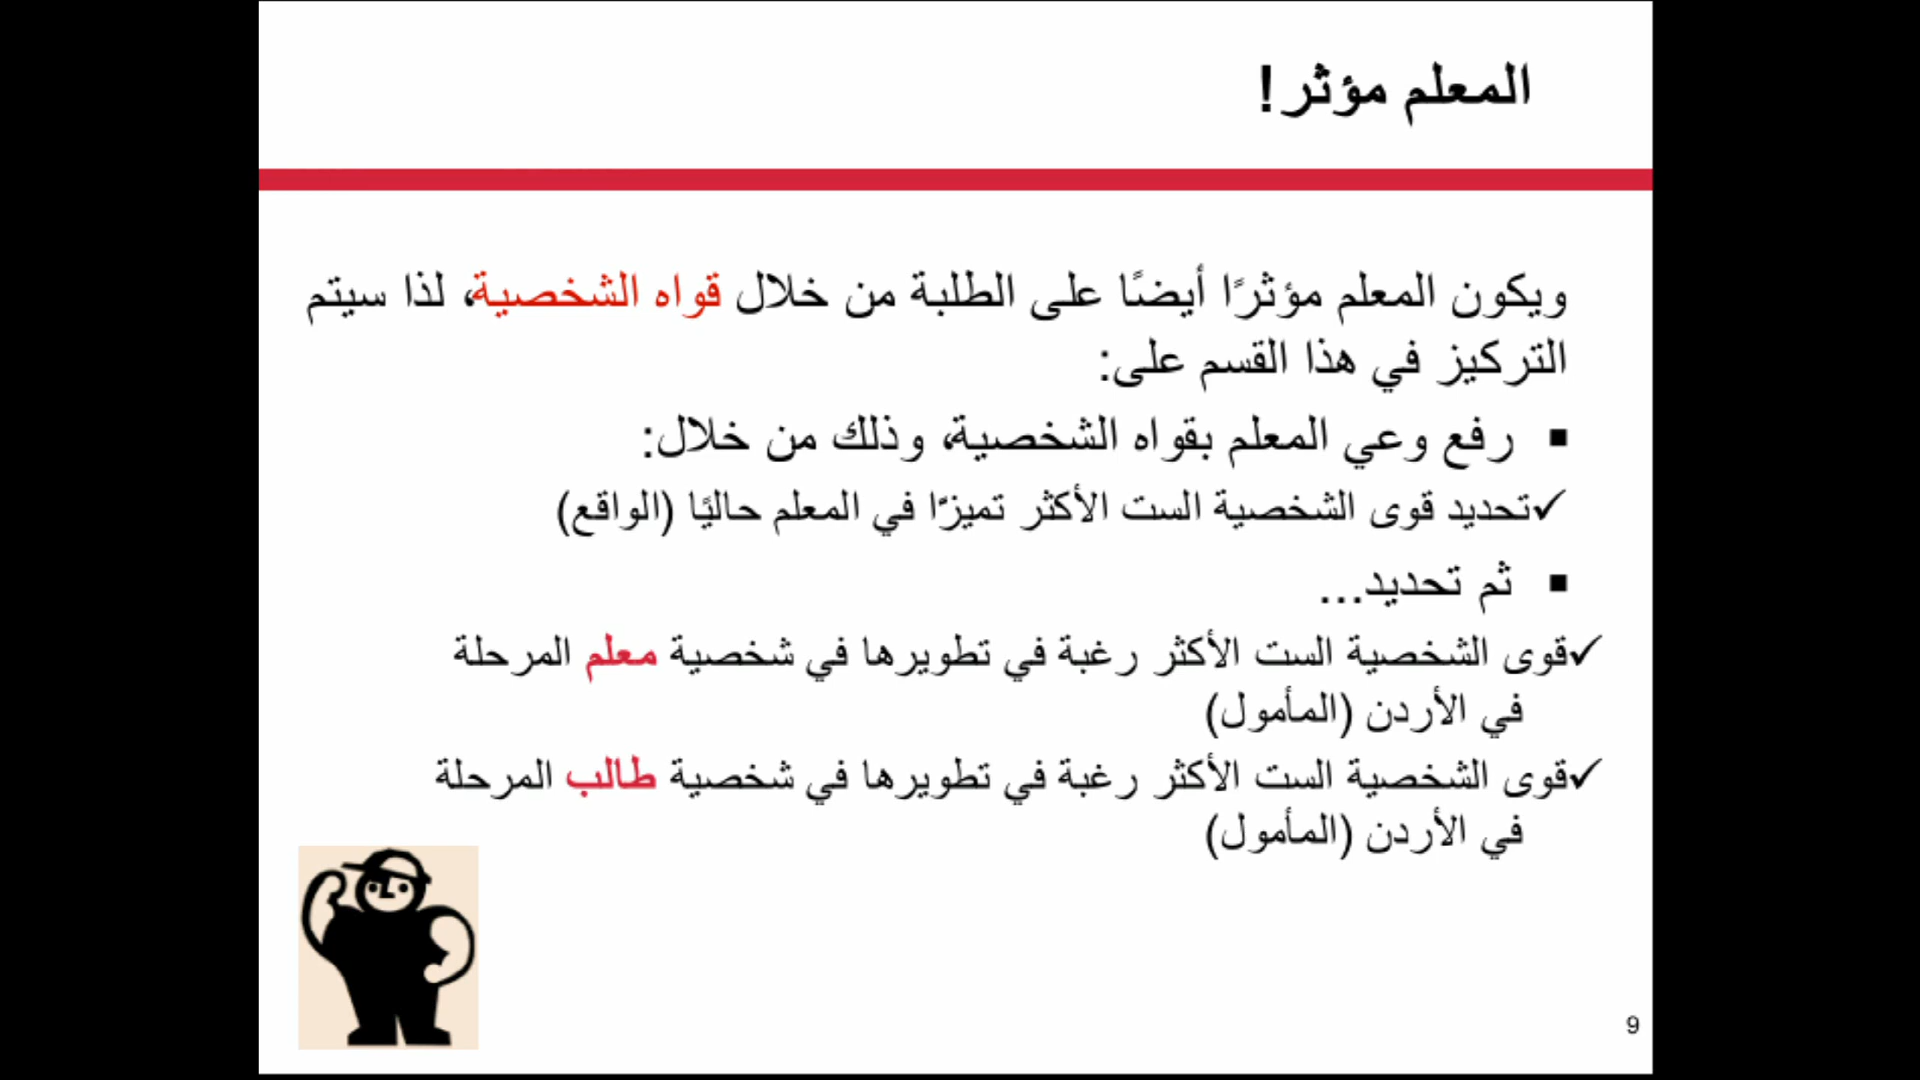 المعلم مؤثر!
ويكون المعلم مؤثرًا أيضًا على الطلبة من خلال قواه الشخصية، لذا سيتم
التركيز في هذا القسم على:
▪ رفع وعي المعلم بقواه الشخصية، وذلك من خلال:
✓تحديد قوى الشخصية الست الأكثر تميزًا في المعلم حاليًا (الواقع)
▪ ثم تحديد...
✓قوى الشخصية الست الأكثر رغبة في تطويرها في شخصية معلم المرحلة
في الأردن (المأمول)
✓قوى الشخصية الست الأكثر رغبة في تطويرها في شخصية طالب المرحلة
في الأردن (المأمول)
9